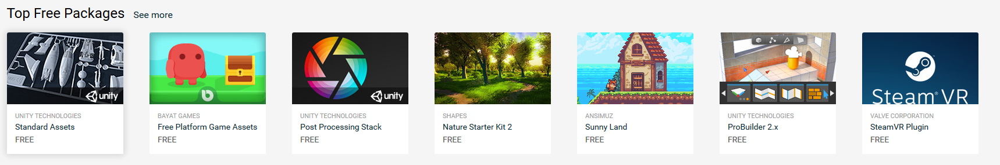 Top Free Packages See more
unity
unity
Steam®VR
UNITY TECHNOLOGIES
Standard Assets
FREE
BAYAT GAMES
Free Platform Game Assets
FREE
UNITY TECHNOLOGIES
Post Processing Stack
FREE
SHAPES
Nature Starter Kit 2
FREE
ANSIMUZ
Sunny Land
FREE
UNITY TECHNOLOGIES
ProBuilder 2.x
FREE
VALVE CORPORATION
SteamVR Plugin
FREE